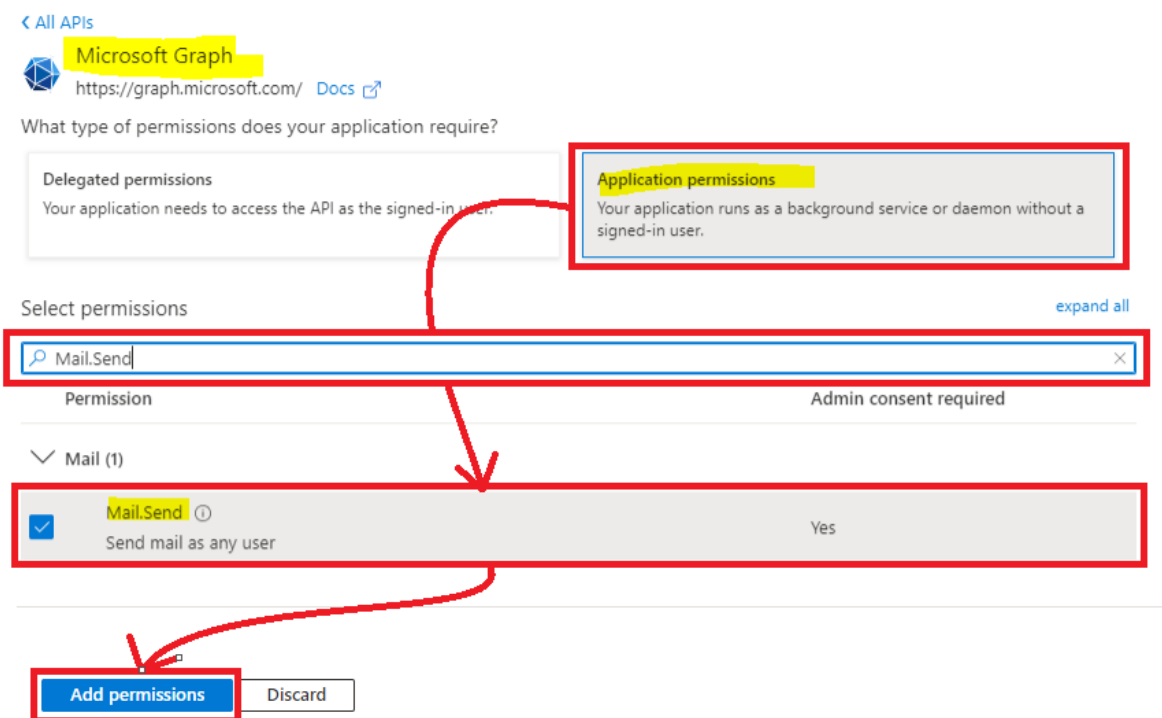 All APIs
Microsoft Graph
https://graph.microsoft.com/ Docs
What type of permissions does your application require?
Delegated permissions
Your application needs to access the API as the signed-in user.
Application permissions
Your application runs as a background service or daemon without a
signed-in user.
Select permissions
expand all
Mail.Send
Permission
Admin consent required
Mail (1)
Mail.Send
Send mail as any user
Yes
Add permissions
Discard